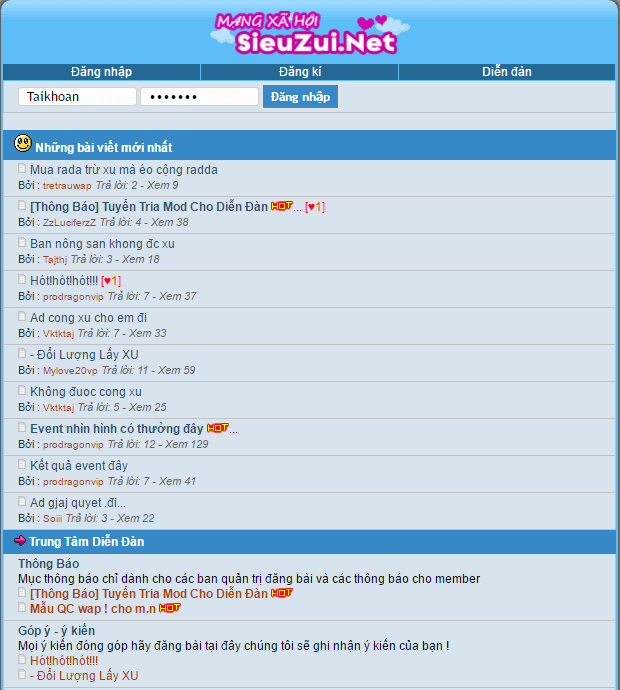 MẠNG XÃ HỘI
SieuZui.Net
Đăng nhập Đăng kí Diễn đàn
Taikhoan ••••••• Đăng nhập
Những bài viết mới nhất
Mua rada trừ xu mà éo cộng radda
Bởi : tretrauwap Trả lời: 2 - Xem 9
[Thông Báo] Tuyển Tria Mod Cho Diễn Đàn HOT... [♥1]
Bởi : ZzLuciferzZ Trả lời: 4 - Xem 38
Ban nông san khong đc xu
Bởi : Tajthj Trả lời: 3 - Xem 18
Hót!hót!hót!!! [♥1]
Bởi : prodragonvip Trả lời: 7 - Xem 37
Ad cong xu cho em đi
Bởi : Vktktaj Trả lời: 7 - Xem 33
- Đổi Lượng Lấy XU
Bởi : Mylove20vp Trả lời: 11 - Xem 59
Không đuoc cong xu
Bởi : Vktktaj Trả lời: 5 - Xem 25
Event nhìn hình có thưởng đây HOT...
Bởi : prodragonvip Trả lời: 12 - Xem 129
Kết quả event đây
Bởi : prodragonvip Trả lời: 7 - Xem 41
Ad gjaj quyet .đi...
Bởi : Soiii Trả lời: 3 - Xem 22
Trung Tâm Diễn Đàn
Thông Báo
Mục thông báo chỉ dành cho các ban quản trị đăng bài và các thông báo cho member
[Thông Báo] Tuyển Tria Mod Cho Diễn Đàn HOT
Mẫu QC wap ! cho m.n HOT
Góp ý - ý kiến
Mọi ý kiến đóng góp hãy đăng bài tại đây chúng tôi sẽ ghi nhận ý kiến của bạn !
Hót!hót!hót!!!
- Đổi Lượng Lấy XU